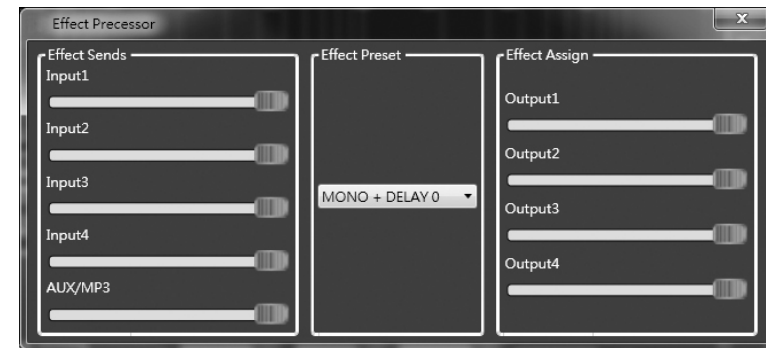 Effect Precessor
Effect Sends
Input1
Input2
Input3
Input4
AUX/MP3
Effect Preset
MONO + DELAY 0
Effect Assign
Output1
Output2
Output3
Output4